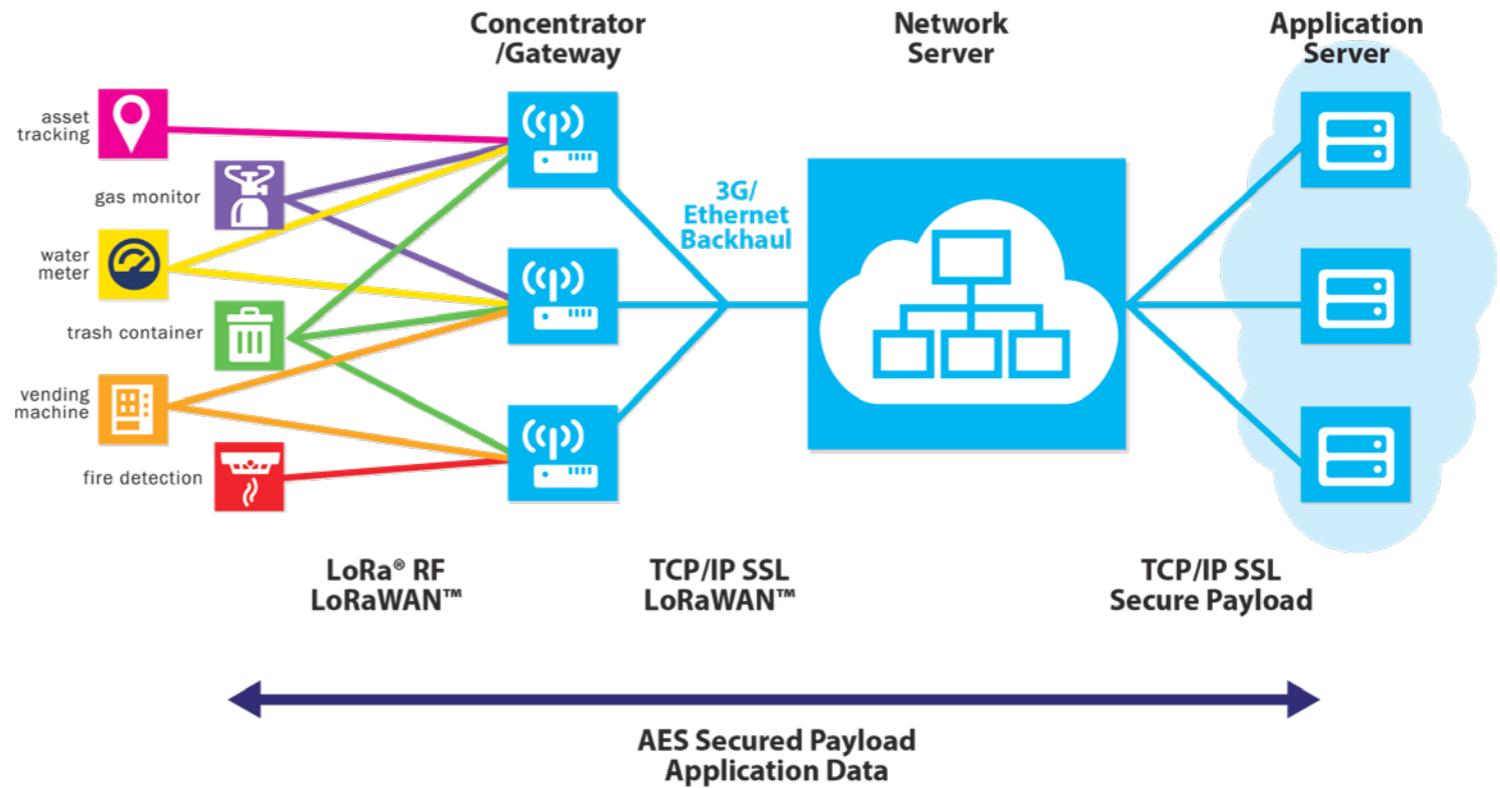 Concentrator
/Gateway
Network
Server
Application
Server
asset
tracking
gas monitor
water
meter
trash container
vending
machine
fire detection
3G/
Ethernet
Backhaul
LoRa® RF
LoRaWAN™
TCP/IP SSL
LoRaWAN™
TCP/IP SSL
Secure Payload
AES Secured Payload
Application Data